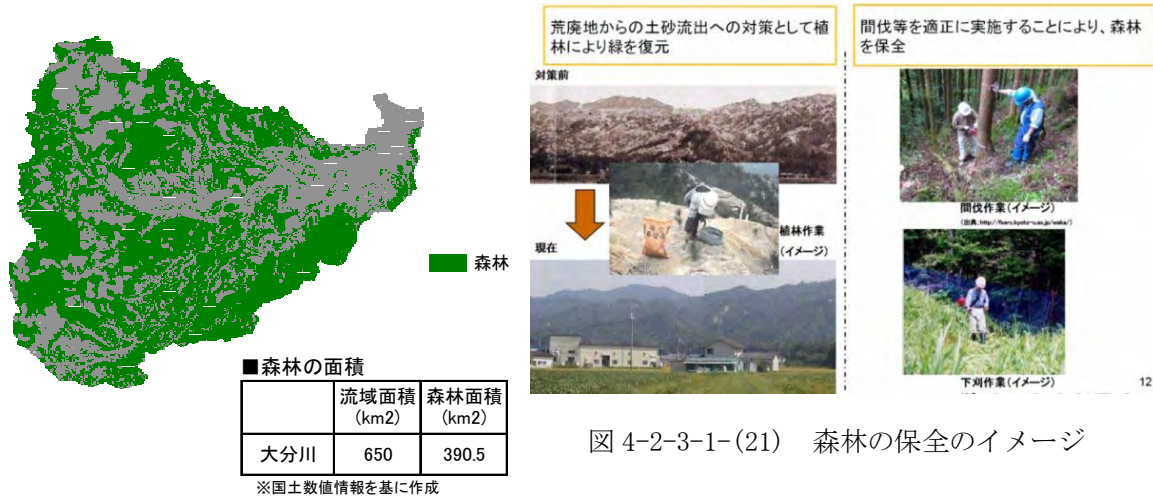 森林
■森林の面積
流域面積 森林面積
(km2) (km2)
大分川 650 390.5
※国土数値情報を基に作成
荒廃地からの土砂流出への対策として植
林により緑を復元
対策前
植林作業
(イメージ)
現在
間伐等を適正に実施することにより、森林
を保全
間伐作業(イメージ)
下刈作業(イメージ)
12
図 4-2-3-1-(21) 森林の保全のイメージ